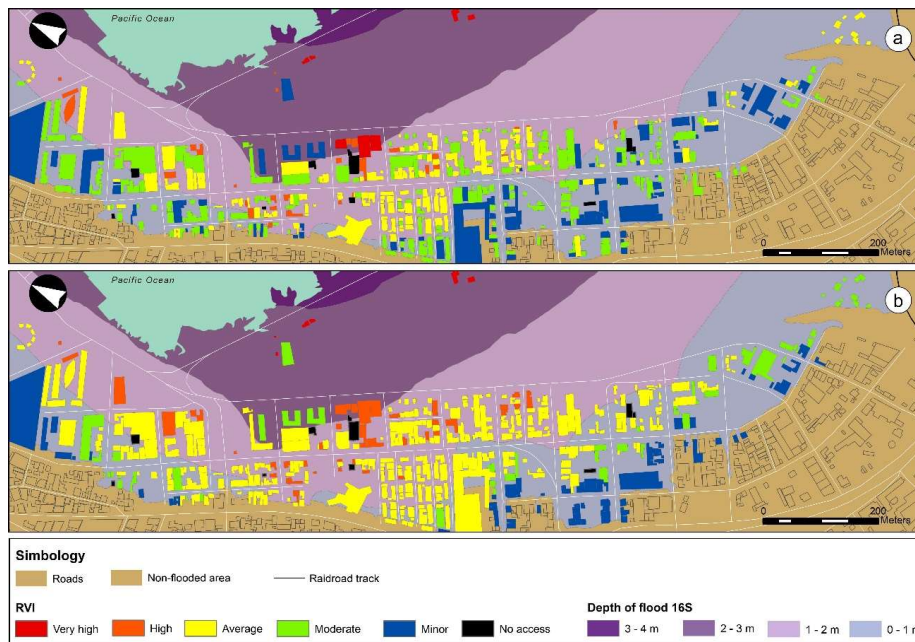 Pacific Ocean
a
0 200
Meters
Pacific Ocean
b
0 200
Meters
Simbology
Roads Non-flooded area Raidroad track
RVI Depth of flood 16S
Very high High Average Moderate Minor No access 3 - 4 m 2 - 3 m 1 - 2 m 0 - 1 m